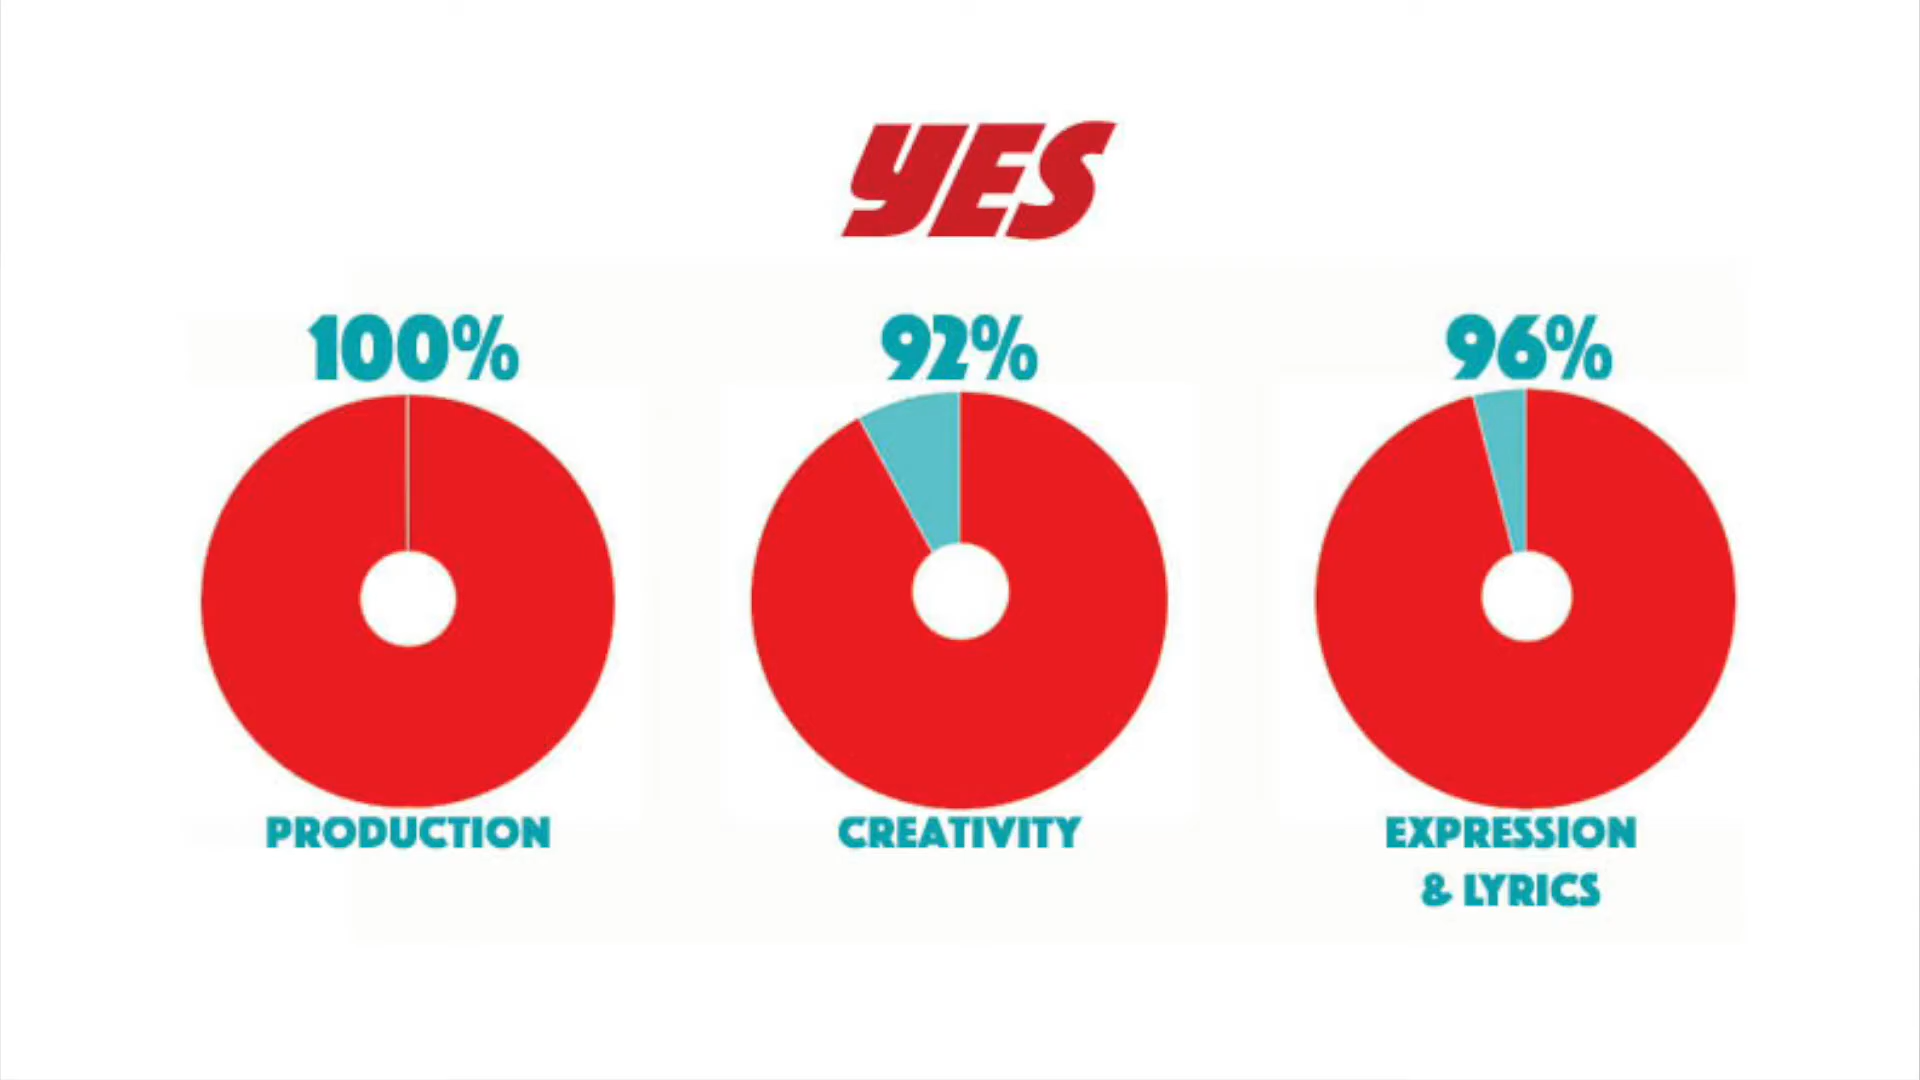 YES
100%
92%
96%
PRODUCTION
CREATIVITY
EXPRESSION
& LYRICS